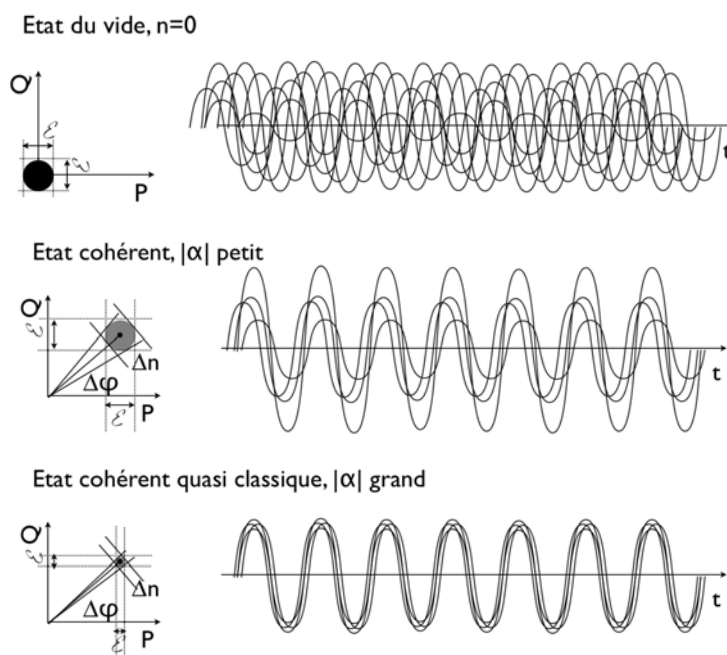 Etat du vide, n=0
Q
ℰ
ℰ
P
t
Etat cohérent, |α| petit
Q
ℰ
Δn
Δφ
ℰ
P
t
Etat cohérent quasi classique, |α| grand
Q
ℰ
Δn
Δφ
ℰ
P
t